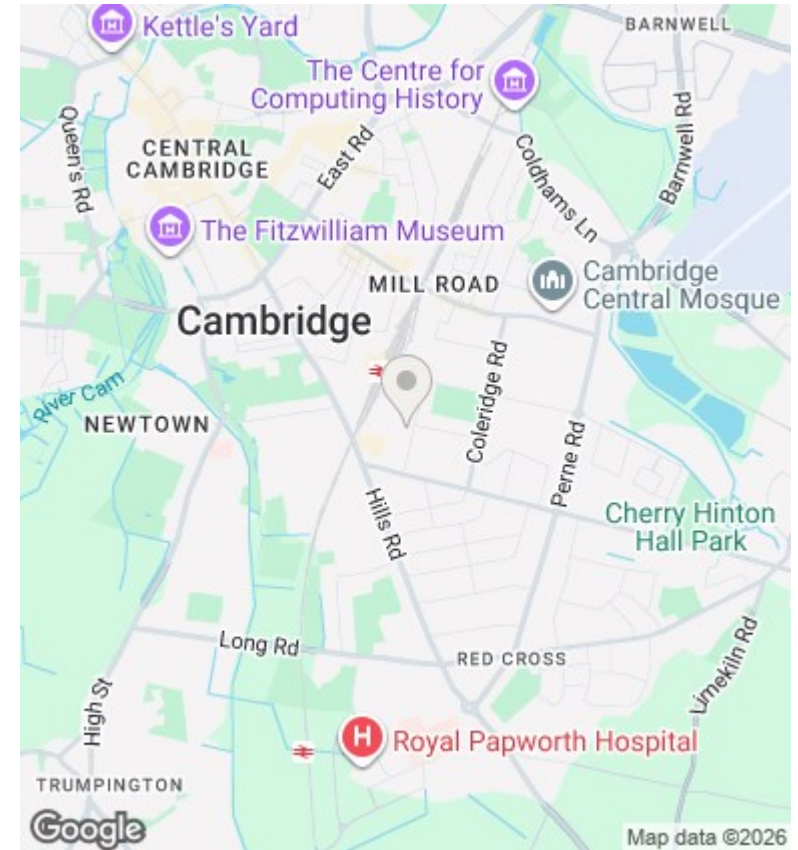 Kettle's Yard
BARNWELL
The Centre for
Computing History
Queen's Rd
CENTRAL
CAMBRIDGE
East Rd
Coldhams Ln
Barnwell Rd
The Fitzwilliam Museum
MILL ROAD
Cambridge
Central Mosque
Cambridge
River Cam
NEWTOWN
Coleridge Rd
Perne Rd
Hills Rd
Cherry Hinton
Hall Park
Long Rd
RED CROSS
Limekiln Rd
High St
H
Royal Papworth Hospital
TRUMPINGTON
Google
Map data ©2026